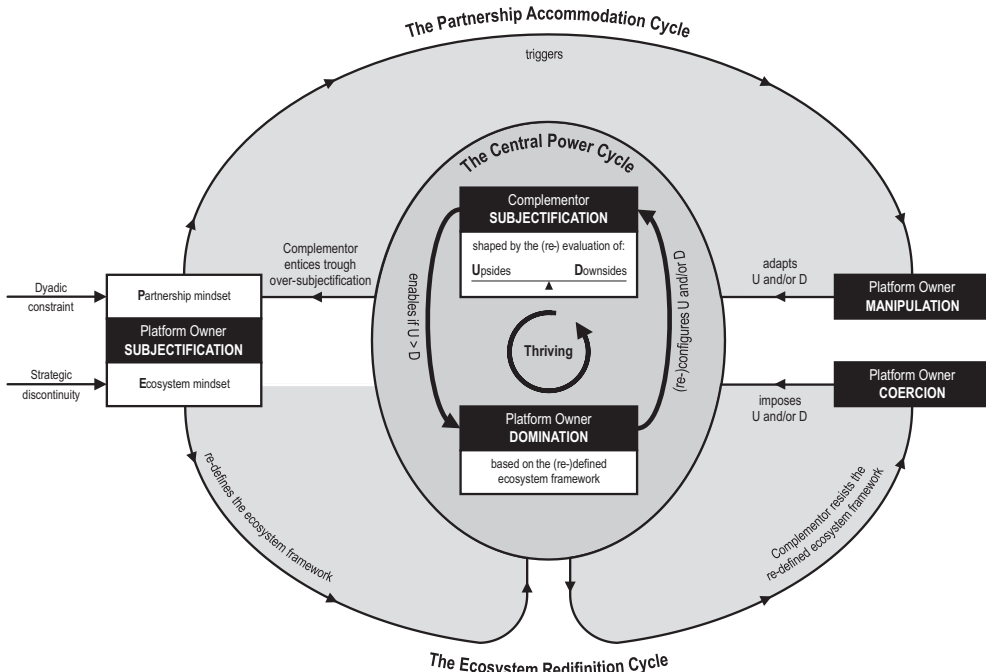 The Partnership Accommodation Cycle
triggers
The Central Power Cycle
Complementor
SUBJECTIFICATION
shaped by the (re-) evaluation of:
Upsides Downsides
enables if U > D
(re-)configures U and/or D
Thriving
Platform Owner
DOMINATION
based on the (re-)defined
ecosystem framework
Complementor
entices trough
over-subjectification
Dyadic
constraint
Partnership mindset
Platform Owner
SUBJECTIFICATION
Strategic
discontinuity
Ecosystem mindset
adapts
U and/or D
Platform Owner
MANIPULATION
imposes
U and/or D
Platform Owner
COERCION
re-defines the ecosystem framework
Complementor resists the
re-defined ecosystem framework
The Ecosystem Redifinition Cycle